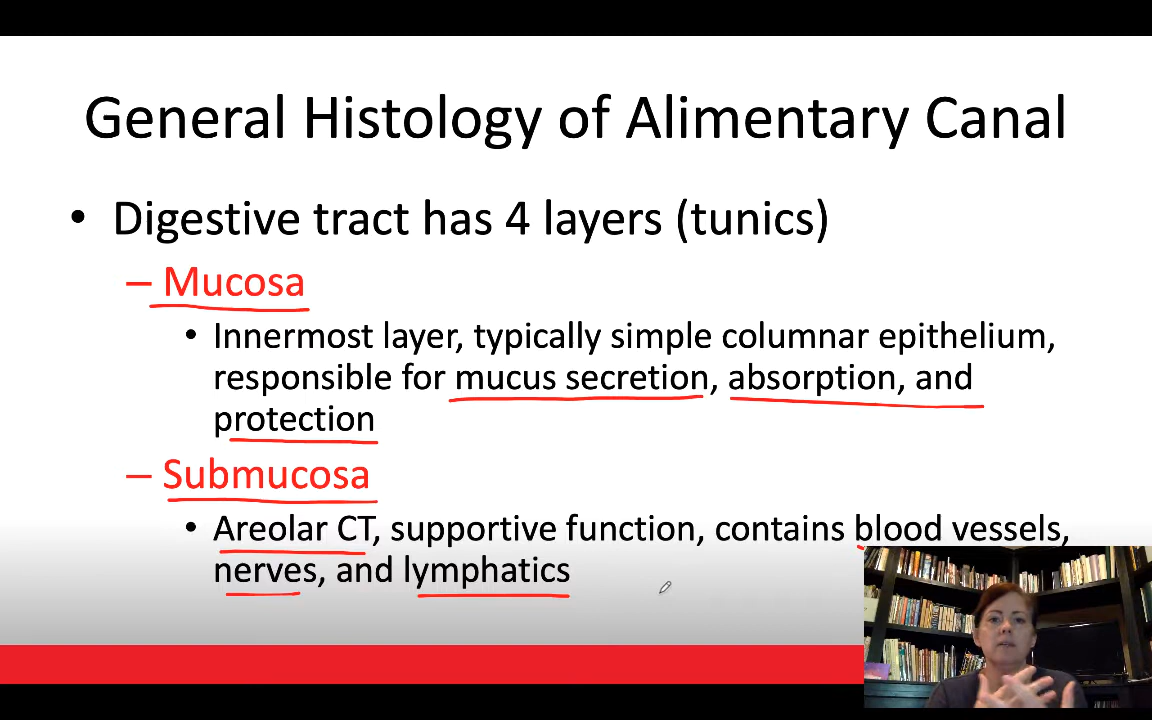 General Histology of Alimentary Canal
• Digestive tract has 4 layers (tunics)
– Mucosa
• Innermost layer, typically simple columnar epithelium,
responsible for mucus secretion, absorption, and
protection
– Submucosa
• Areolar CT, supportive function, contains blood vessels,
nerves, and lymphatics